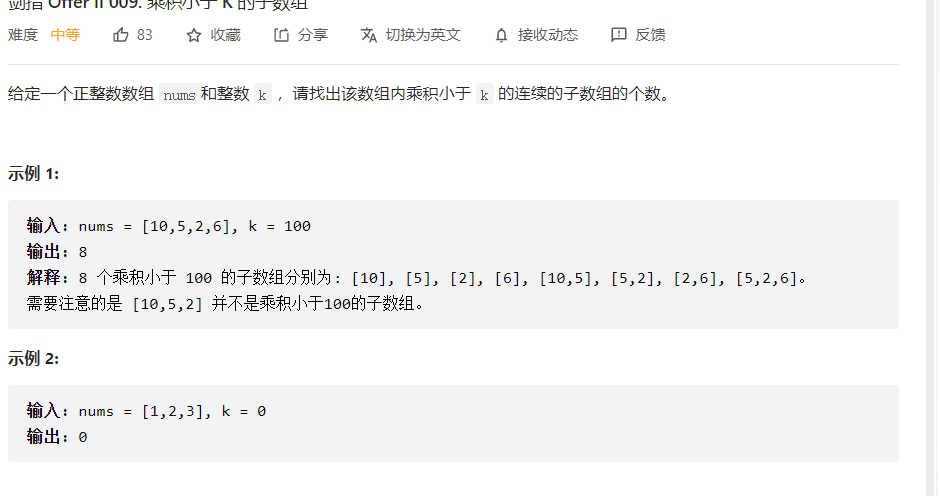 剑指 Offer II 009. 乘积小于 K 的子数组
难度 中等 83 收藏 分享 切换为英文 接收动态 反馈
给定一个正整数数组 nums 和整数 k ，请找出该数组内乘积小于 k 的连续的子数组的个数。
示例 1:
输入: nums = [10,5,2,6], k = 100
输出: 8
解释: 8 个乘积小于 100 的子数组分别为: [10], [5], [2], [6], [10,5], [5,2], [2,6], [5,2,6]。
需要注意的是 [10,5,2] 并不是乘积小于100的子数组。
示例 2:
输入: nums = [1,2,3], k = 0
输出: 0